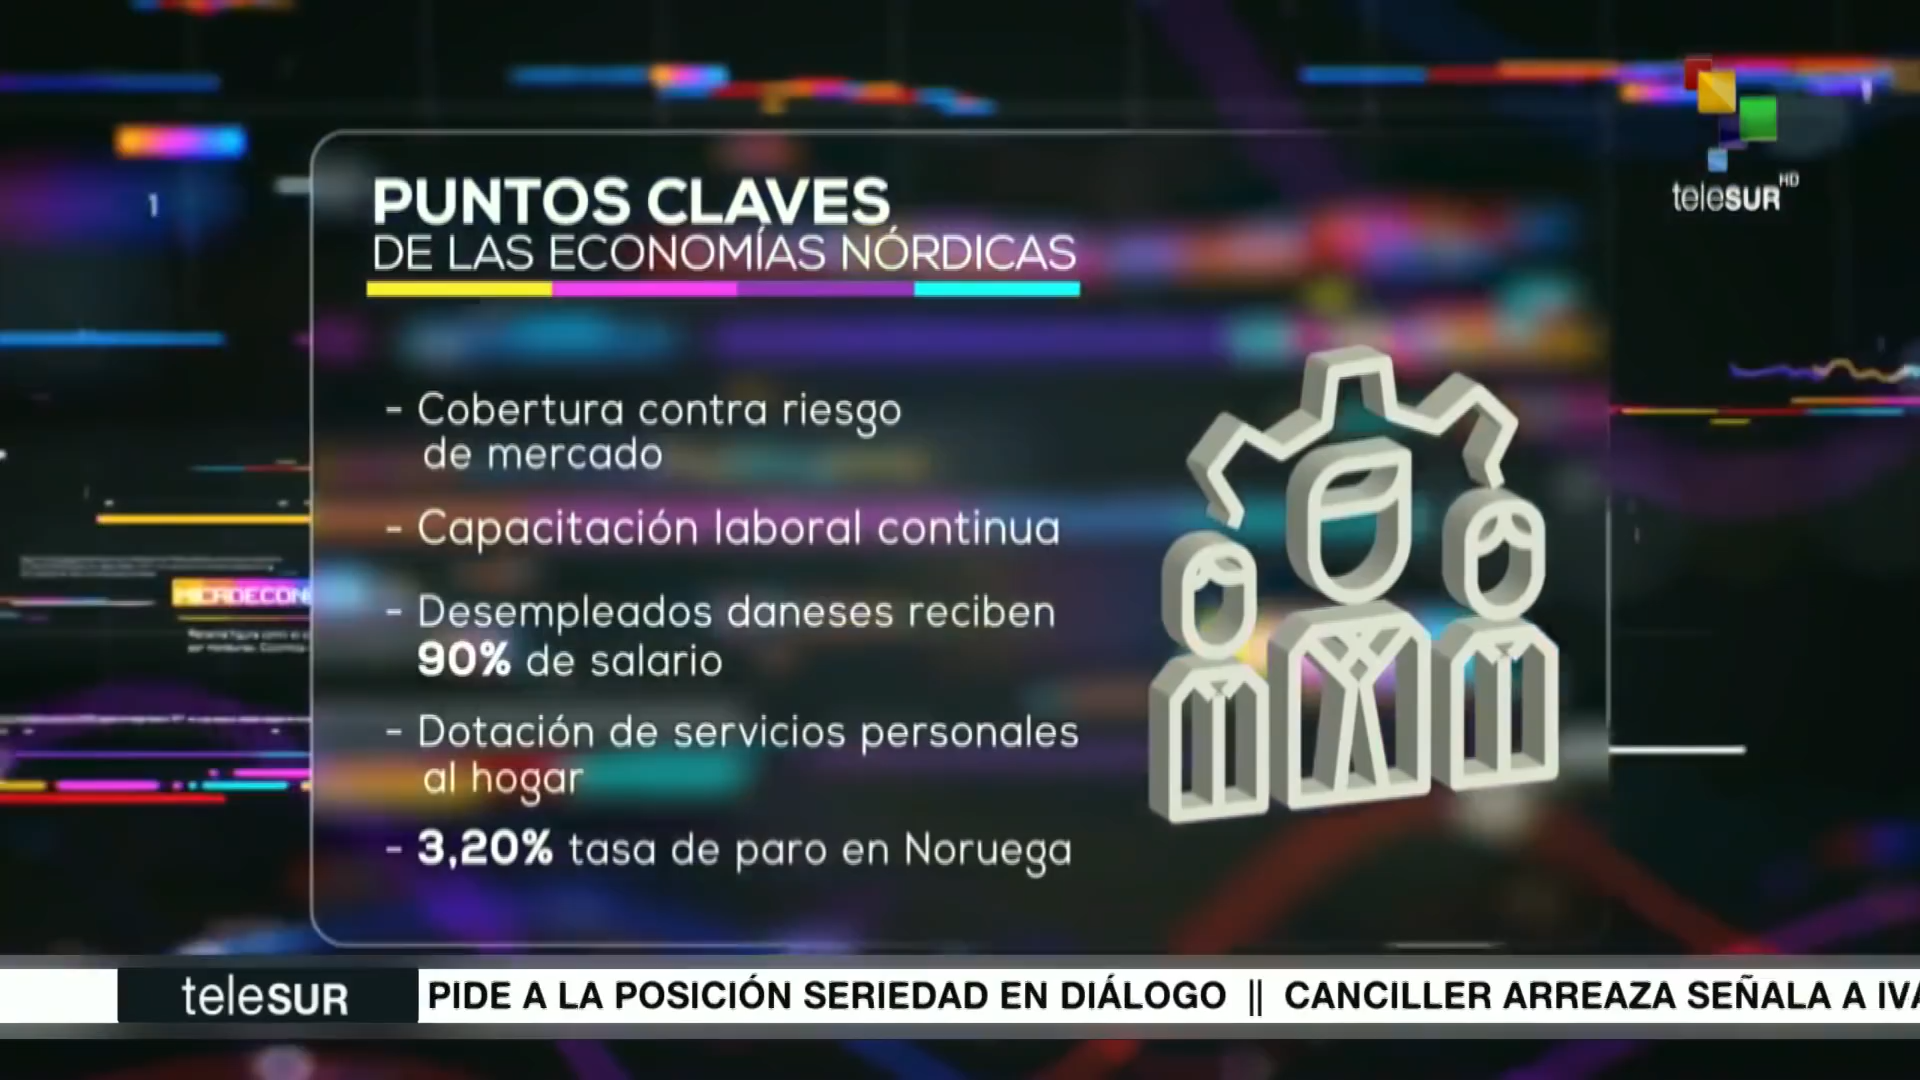 PUNTOS CLAVES
DE LAS ECONOMÍAS NÓRDICAS
teleSUR HD
- Cobertura contra riesgo
de mercado
- Capacitación laboral continua
- Desempleados daneses reciben
90% de salario
- Dotación de servicios personales
al hogar
- 3,20% tasa de paro en Noruega
1
MICROECON
teleSUR
PIDE A LA POSICIÓN SERIEDAD EN DIÁLOGO || CANCILLER ARREAZA SEÑALA A IVA